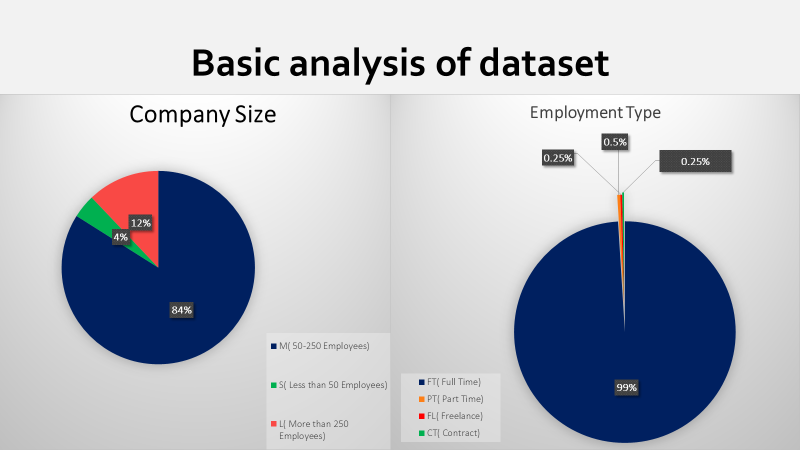 Basic analysis of dataset
Company Size
12%
4%
84%
M( 50-250 Employees)
S( Less than 50 Employees)
L( More than 250
Employees)
Employment Type
0.5%
0.25%
0.25%
99%
FT( Full Time)
PT( Part Time)
FL( Freelance)
CT( Contract)